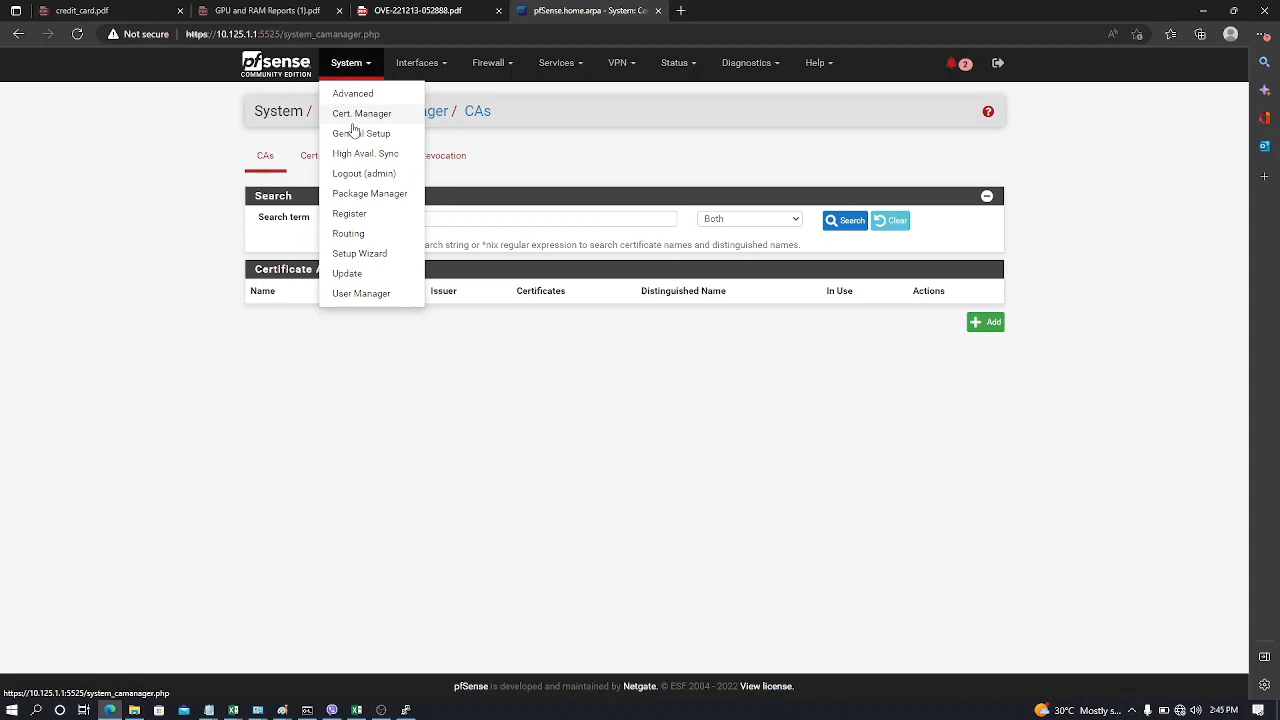 credit_card.pdf
GPU and RAM Reports (1).pdf
OVE-221213-052888.pdf
pfSense.home.arpa - System: Ce
Not secure
https://10.125.1.1:5525/system_camanager.php
pfsense
COMMUNITY EDITION
System
Interfaces
Firewall
Services
VPN
Status
Diagnostics
Help
2
Advanced
Cert. Manager
General Setup
High Avail. Sync
Logout (admin)
Package Manager
Register
Routing
Setup Wizard
Update
User Manager
System / ger / CAs
CAs
Cert
evocation
Search
Search term
Both
Search
Clear
arch string or *nix regular expression to search certificate names and distinguished names.
Certificate A
Name
Issuer
Certificates
Distinguished Name
In Use
Actions
Add
pfSense is developed and maintained by Netgate. © ESF 2004 - 2022 View license.
https://10.125.1.1:5525/system_camanager.php
30°C Mostly s...
2:45 PM